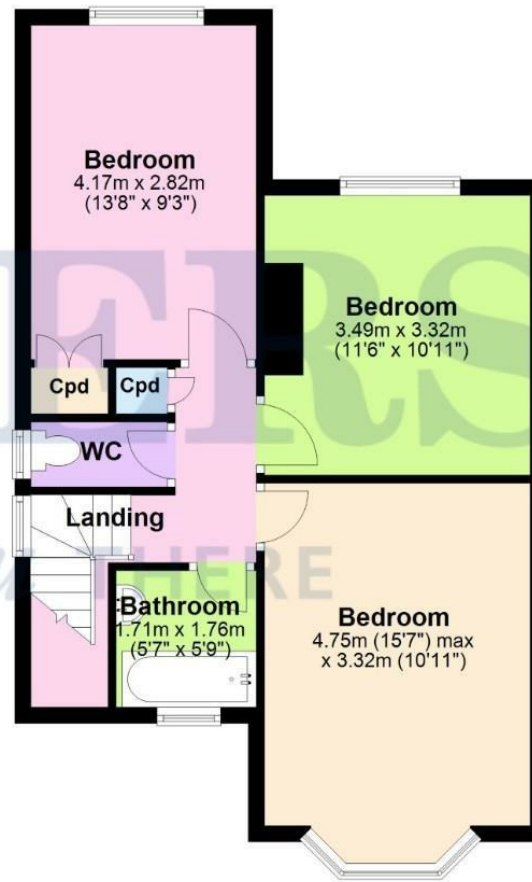 Bedroom
4.17m x 2.82m
(13'8" x 9'3")
Bedroom
3.49m x 3.32m
(11'6" x 10'11")
Cpd
Cpd
WC
Landing
Bathroom
1.71m x 1.76m
(5'7" x 5'9")
Bedroom
4.75m (15'7") max
x 3.32m (10'11")
ERS
THERE